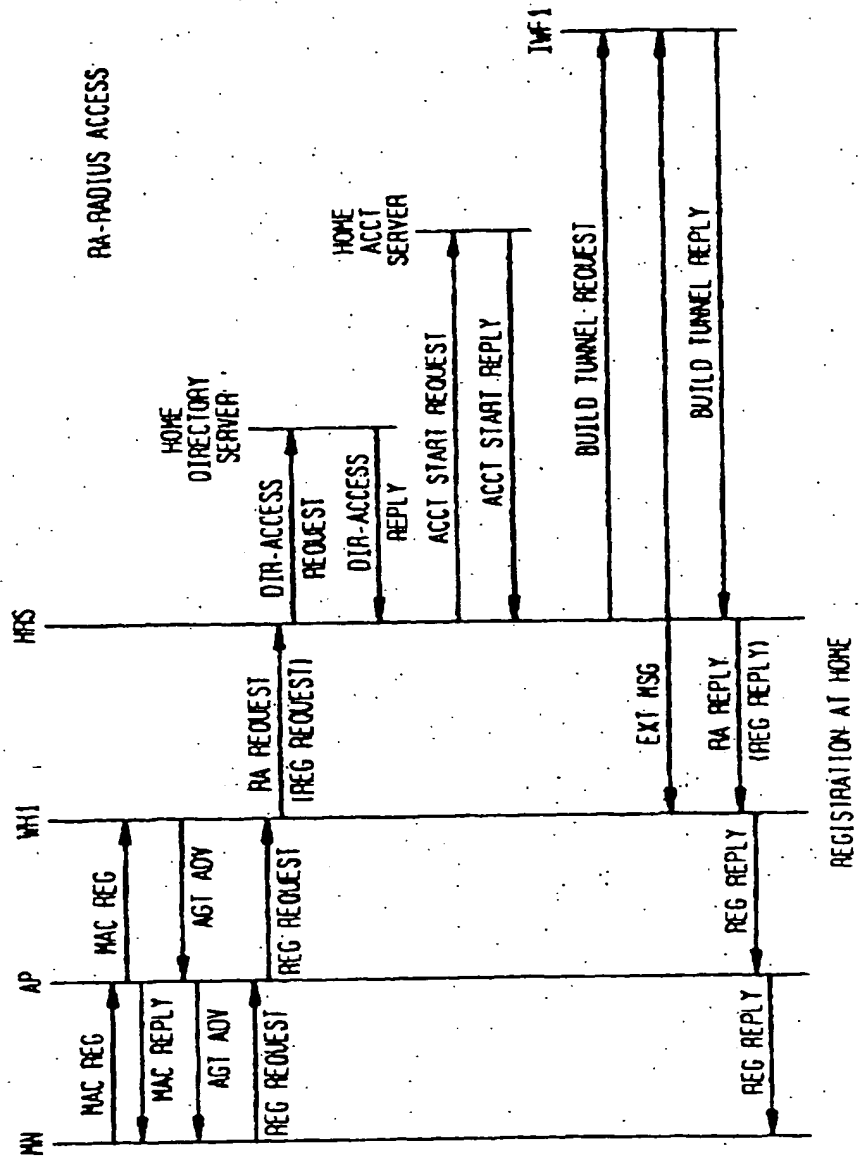 RA-RADIUS ACCESS
MN
AP
WH1
MRS
HOME
DIRECTORY
SERVER
HOME
ACCT
SERVER
IWF1
MAC REG
MAC REG
MAC REPLY
AGT ADV
AGT ADV
REG REQUEST
REG REQUEST
RA REQUEST
(REG REQUEST)
DIR-ACCESS
REQUEST
DIR-ACCESS
REPLY
ACCT START REQUEST
ACCT START REPLY
BUILD TUNNEL REQUEST
EXT MSG
BUILD TUNNEL REPLY
RA REPLY
(REG REPLY)
REG REPLY
REG REPLY
REGISTRATION AT HOME